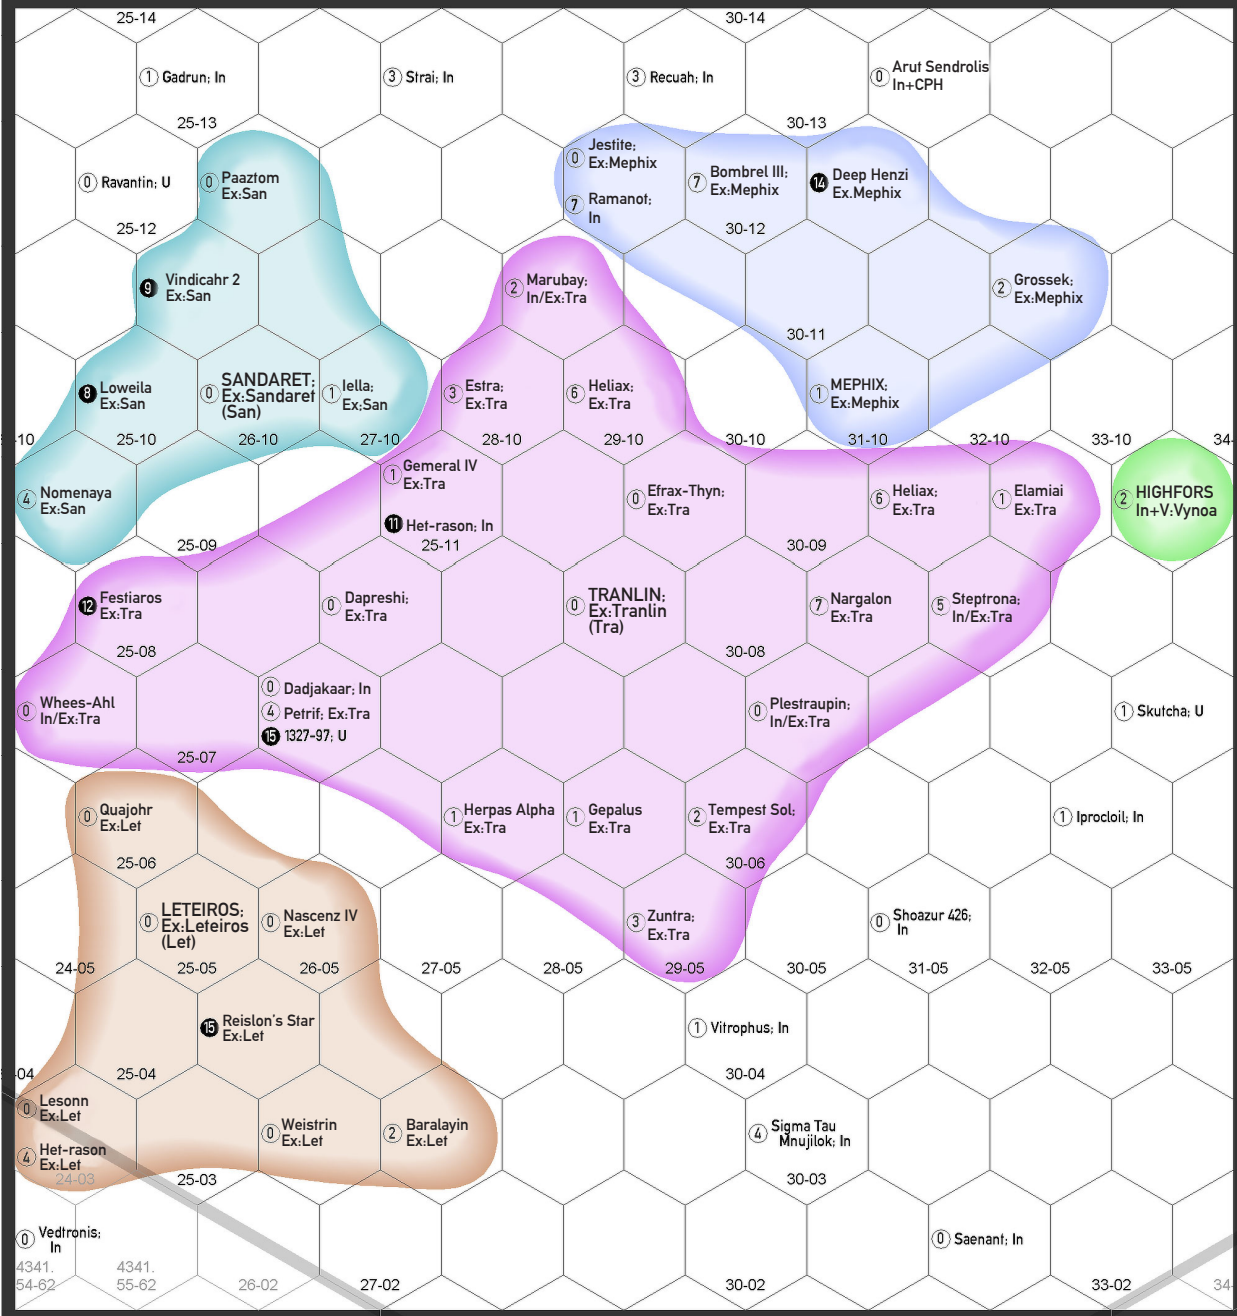 25-14
30-14
1 Gadrun; In
3 Strai; In
3 Recuah; In
0 Arut Sendrolis
In+CPH
25-13
30-13
0 Ravantin; U
0 Paaztom
Ex:San
0 Jestite;
Ex:Mephix
7 Ramanot;
In
7 Bombrel III;
Ex:Mephix
14 Deep Henzi
Ex.Mephix
25-12
30-12
9 Vindicahr 2
Ex:San
2 Marubay;
In/Ex:Tra
2 Grossek;
Ex:Mephix
30-11
8 Loweila
Ex:San
0 SANDARET;
Ex:Sandaret
(San)
1 Iella;
Ex;San
3 Estra;
Ex:Tra
6 Heliax;
Ex:Tra
1 MEPHIX;
Ex:Mephix
-10
25-10
26-10
27-10
28-10
29-10
30-10
31-10
32-10
33-10
34-
4 Nomenaya
Ex:San
1 Gemeral IV
Ex:Tra
11 Het-rason; In
0 Efrax-Thyn;
Ex:Tra
6 Heliax;
Ex:Tra
1 Elamiai
Ex:Tra
2 HIGHFORS
In+V:Vynoa
25-09
25-11
30-09
12 Festiaros
Ex:Tra
0 Dapreshi;
Ex:Tra
0 TRANLIN;
Ex:Tranlin
(Tra)
7 Nargalon
Ex:Tra
5 Steptrona;
In/Ex:Tra
25-08
30-08
0 Whees-Ahl
In/Ex:Tra
0 Dadjakaar; In
4 Petrif; Ex:Tra
15 1327-97; U
0 Plestraupin;
In/Ex:Tra
1 Skutcha; U
25-07
0 Quajohr
Ex:Let
1 Herpas Alpha
Ex:Tra
1 Gepalus
Ex:Tra
2 Tempest Sol;
Ex:Tra
1 Iprocloil; In
25-06
30-06
0 LETEIROS;
Ex:Leteiros
(Let)
0 Nascenz IV
Ex:Let
3 Zuntra;
Ex:Tra
0 Shoazur 426;
In
24-05
25-05
26-05
27-05
28-05
29-05
30-05
31-05
32-05
33-05
15 Reislon's Star
Ex:Let
1 Vitrophus; In
-04
25-04
30-04
0 Lesonn
Ex:Let
4 Het-rason
Ex:Let
0 Weistrin
Ex:Let
2 Baralayin
Ex:Let
4 Sigma Tau
Mnujilok; In
24-03
25-03
30-03
0 Vedtronis;
In
0 Saenant; In
4341.
54-62
4341.
55-62
26-02
27-02
30-02
33-02
34-